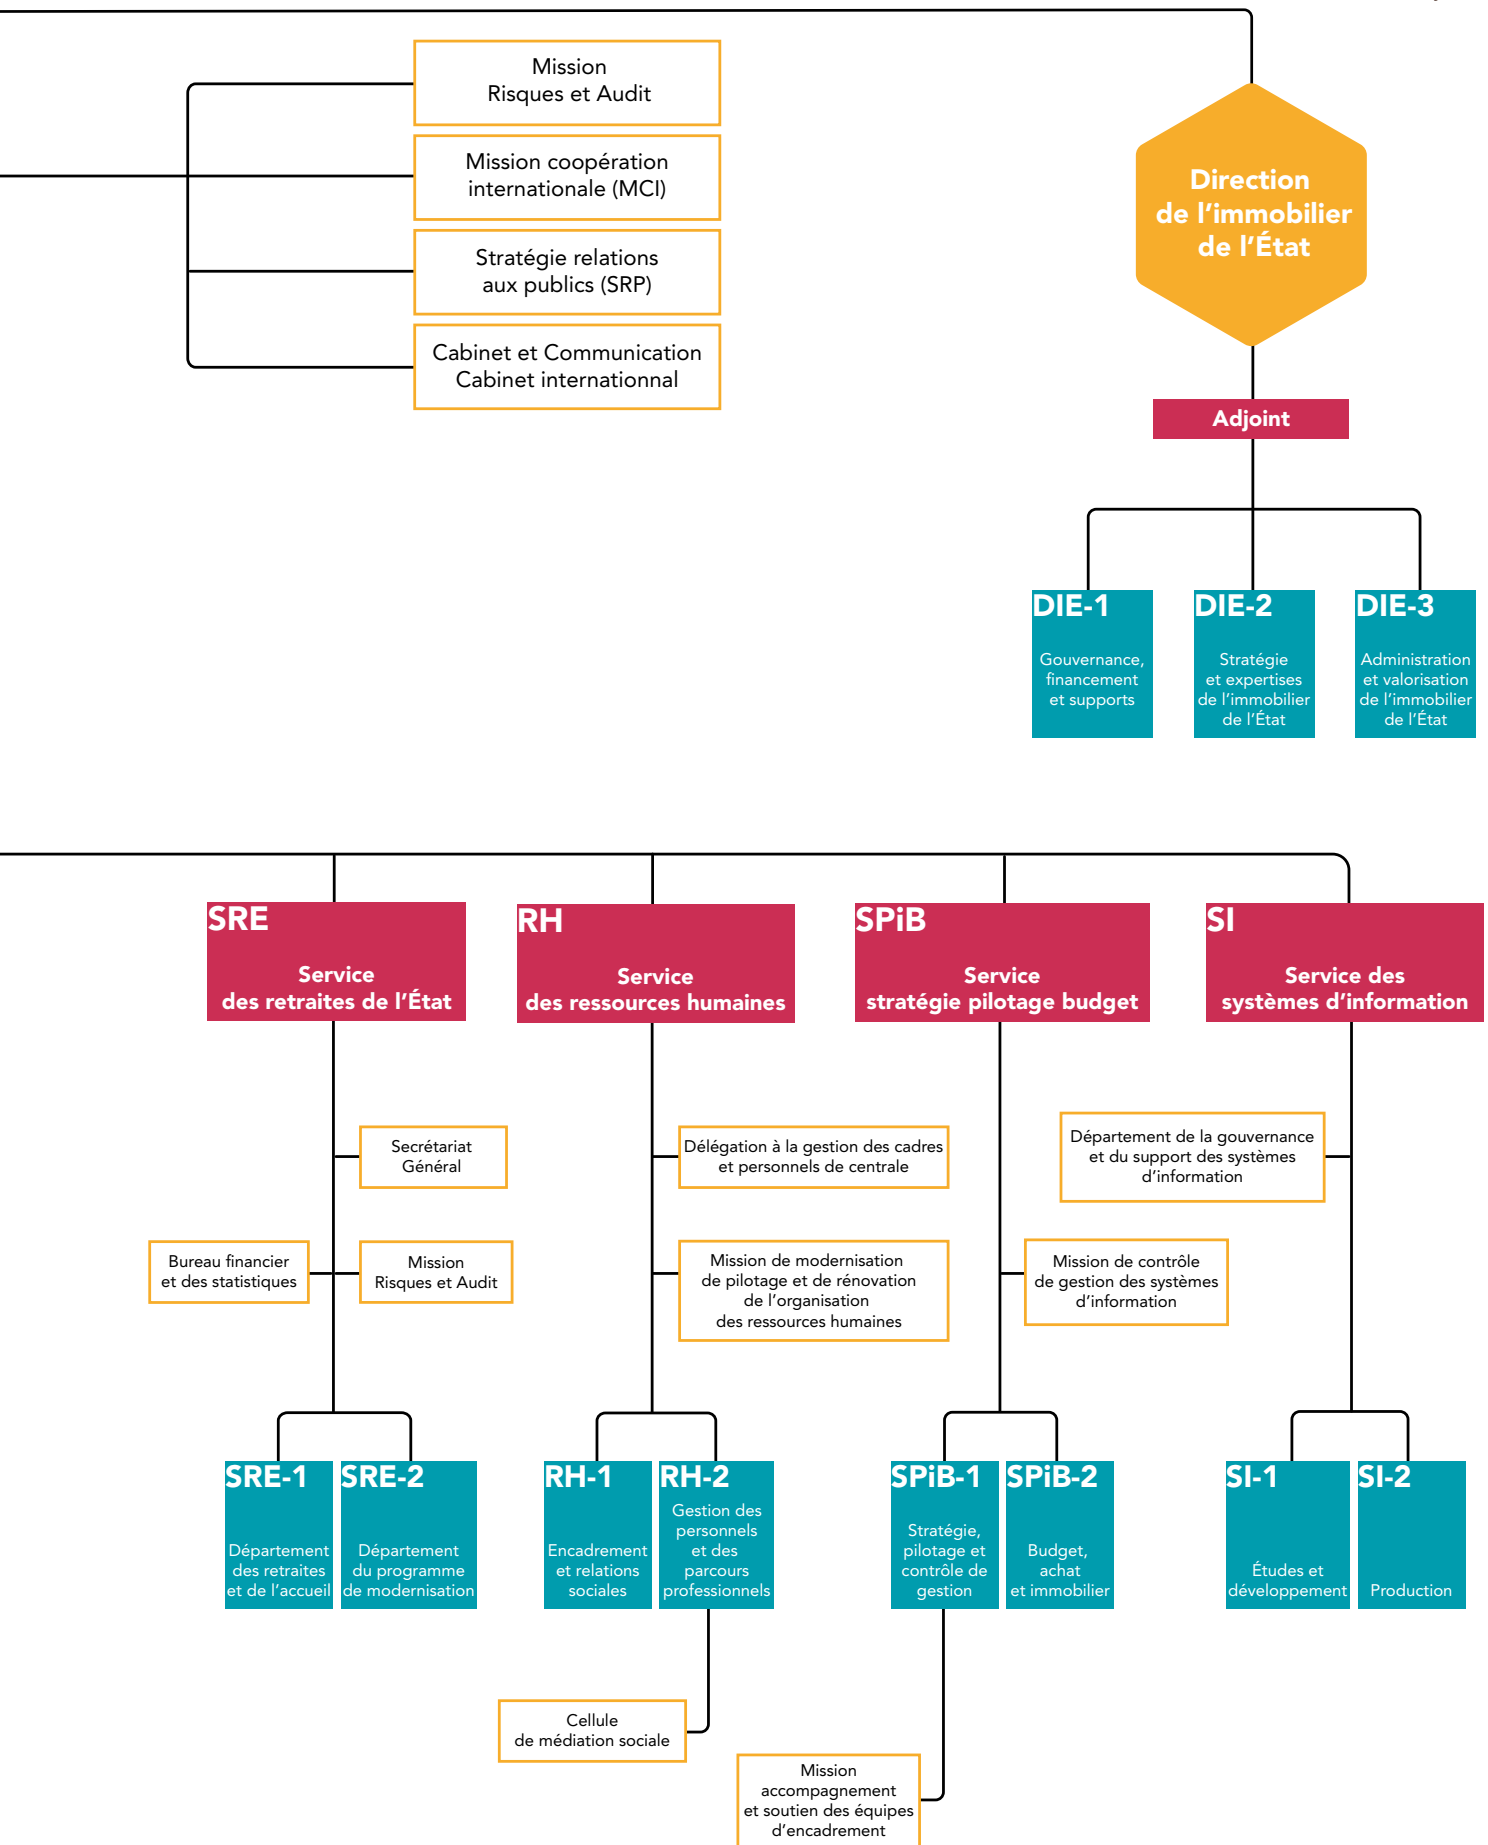 Mission
Risques et Audit
Mission coopération
internationale (MCI)
Stratégie relations
aux publics (SRP)
Cabinet et Communication
Cabinet internationnal
Direction
de l’immobilier
de l’État
Adjoint
DIE-1
Gouvernance,
financement
et supports
DIE-2
Stratégie
et expertises
de l’immobilier
de l’État
DIE-3
Administration
et valorisation
de l’immobilier
de l’État
SRE
Service
des retraites de l’État
RH
Service
des ressources humaines
SPiB
Service
stratégie pilotage budget
SI
Service des
systèmes d’information
Secrétariat
Général
Bureau financier
et des statistiques
Mission
Risques et Audit
Délégation à la gestion des cadres
et personnels de centrale
Mission de modernisation
de pilotage et de rénovation
de l’organisation
des ressources humaines
Mission de contrôle
de gestion des systèmes
d’information
Département de la gouvernance
et du support des systèmes
d’information
SRE-1
Département
des retraites
et de l’accueil
SRE-2
Département
du programme
de modernisation
RH-1
Encadrement
et relations
sociales
RH-2
Gestion des
personnels
et des
parcours
professionnels
SPiB-1
Stratégie,
pilotage et
contrôle de
gestion
SPiB-2
Budget,
achat
et immobilier
SI-1
Études et
développement
SI-2
Production
Cellule
de médiation sociale
Mission
accompagnement
et soutien des équipes
d’encadrement